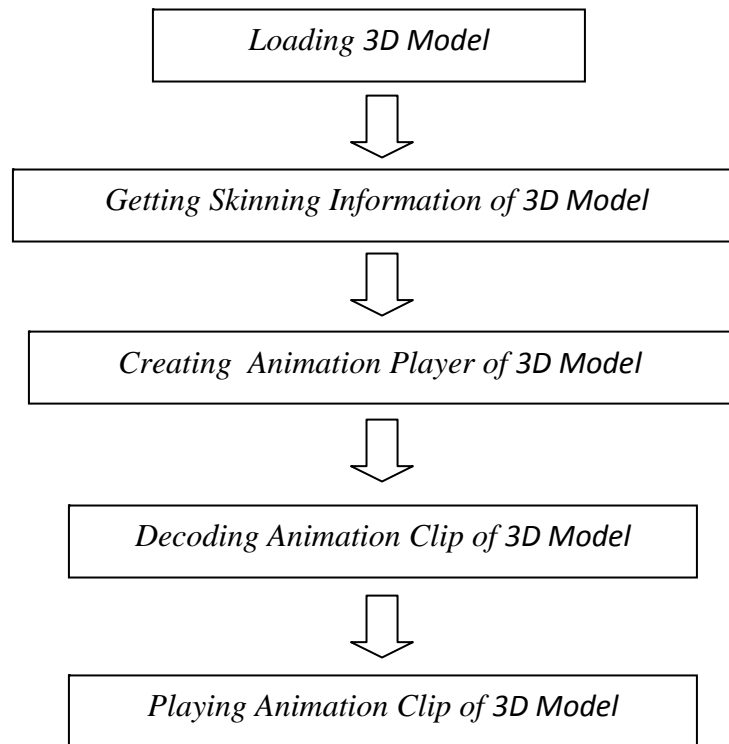 Loading 3D Model
Getting Skinning Information of 3D Model
Creating  Animation Player of 3D Model
Decoding Animation Clip of 3D Model
Playing Animation Clip of 3D Model